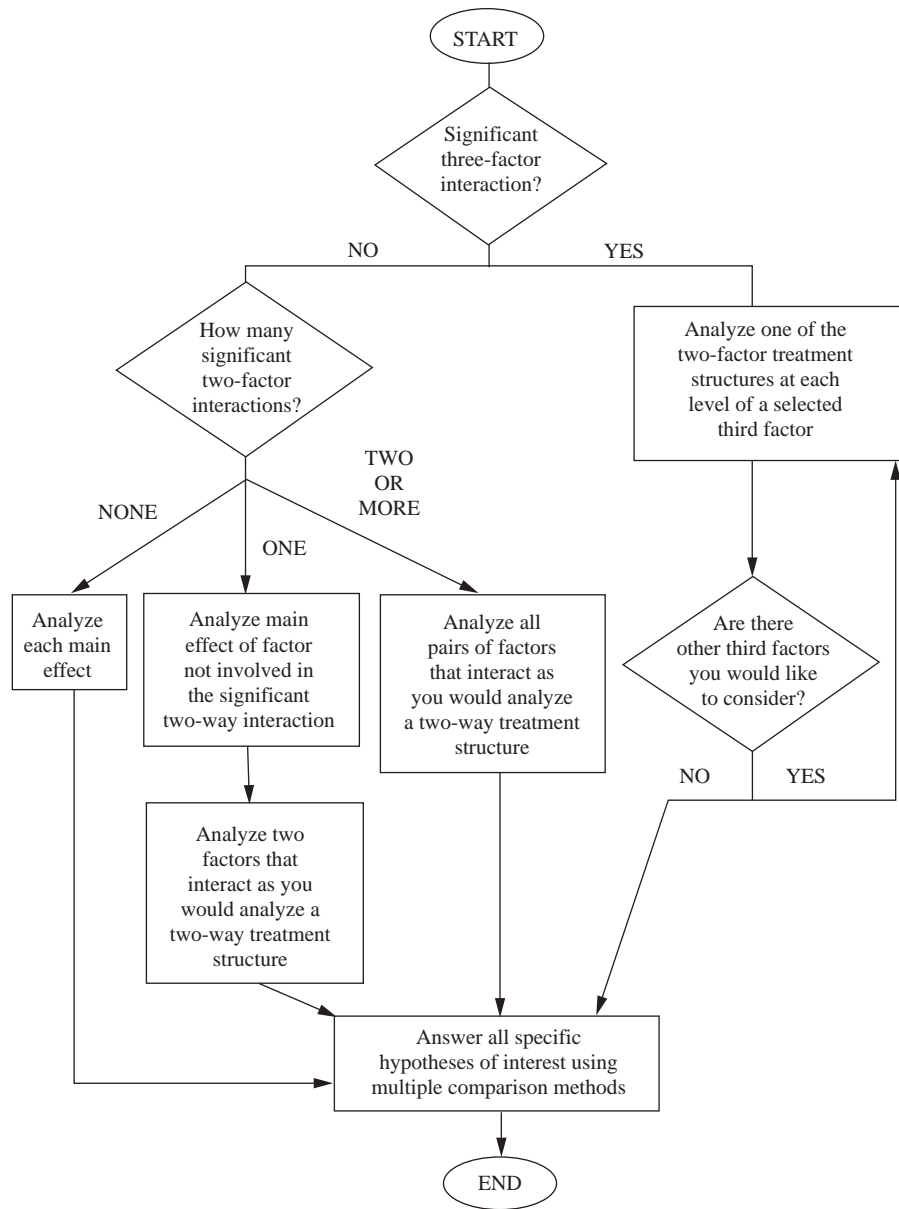 START
Significant
three-factor
interaction?
NO
YES
How many
significant
two-factor
interactions?
Analyze one of the
two-factor treatment
structures at each
level of a selected
third factor
NONE
ONE
TWO
OR
MORE
Analyze
each main
effect
Analyze main
effect of factor
not involved in
the significant
two-way interaction
Analyze all
pairs of factors
that interact as
you would analyze
a two-way treatment
structure
Are there
other third factors
you would like
to consider?
NO
YES
Analyze two
factors that
interact as you
would analyze a
two-way treatment
structure
Answer all specific
hypotheses of interest using
multiple comparison methods
END